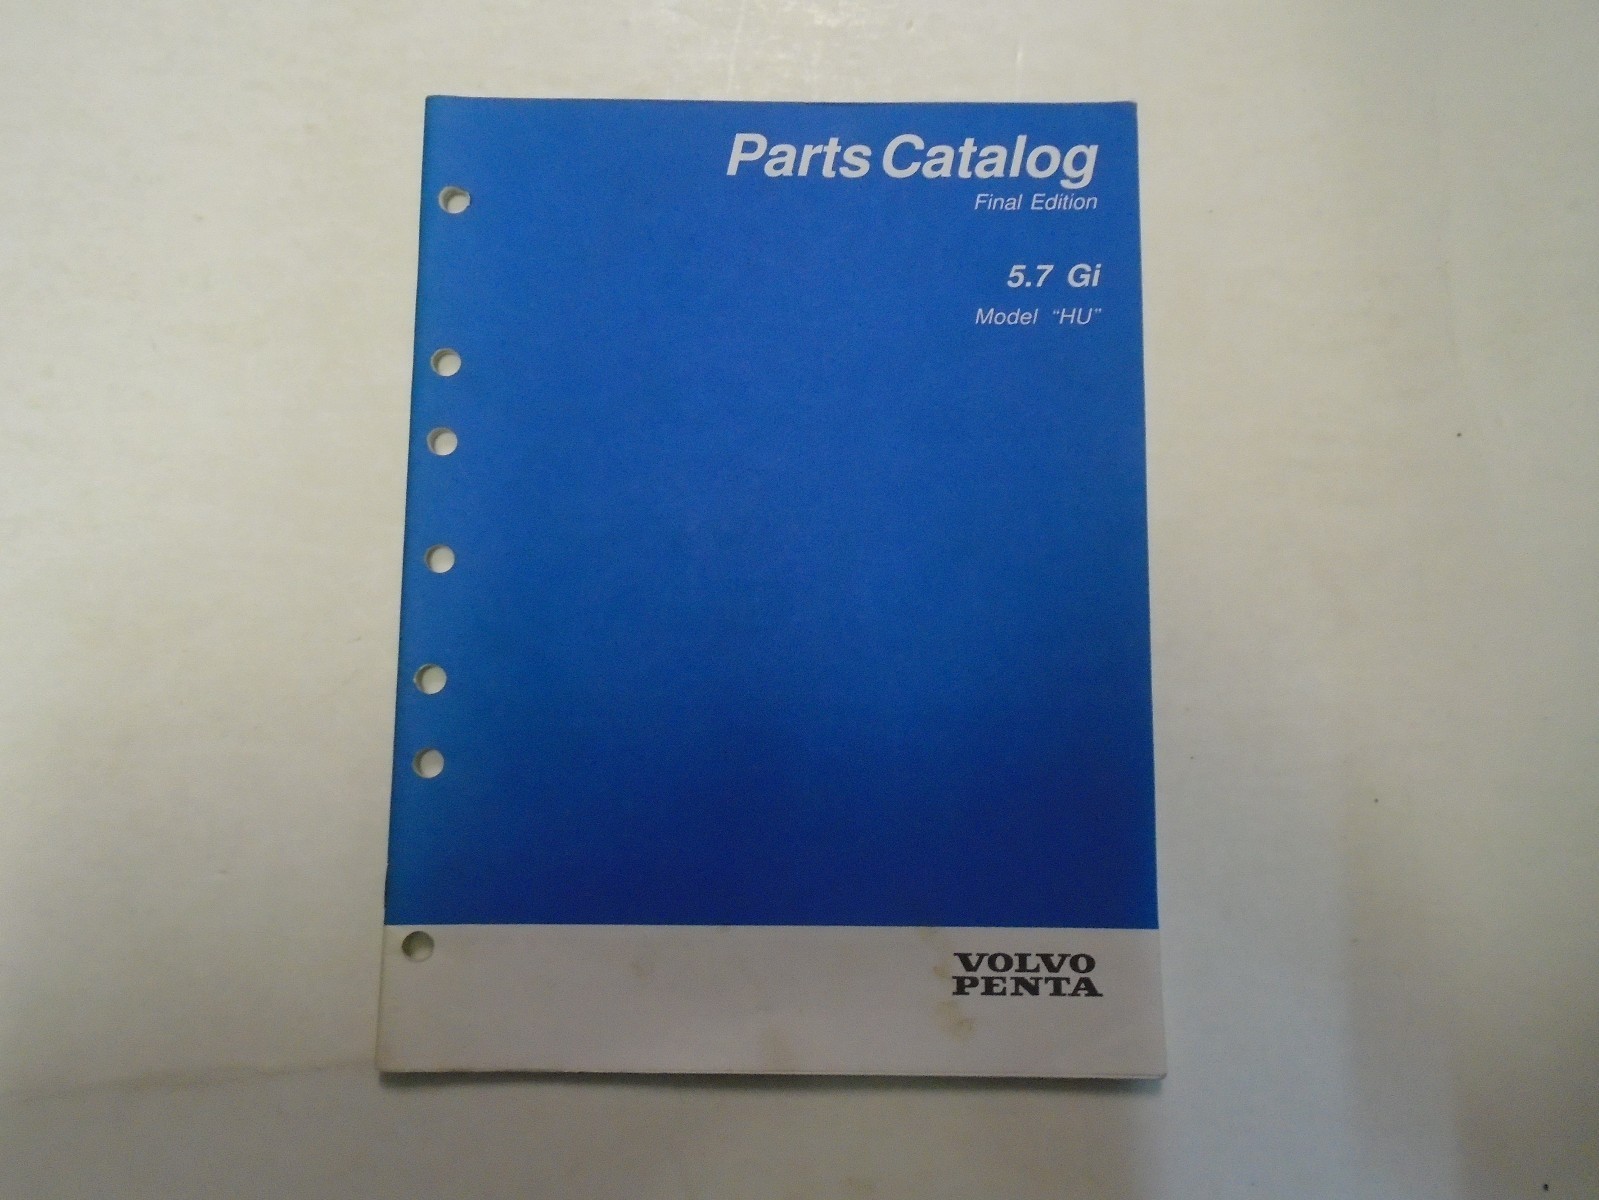 Parts Catalog
Final Edition
5.7 Gi
Model “HU”
VOLVO
PENTA